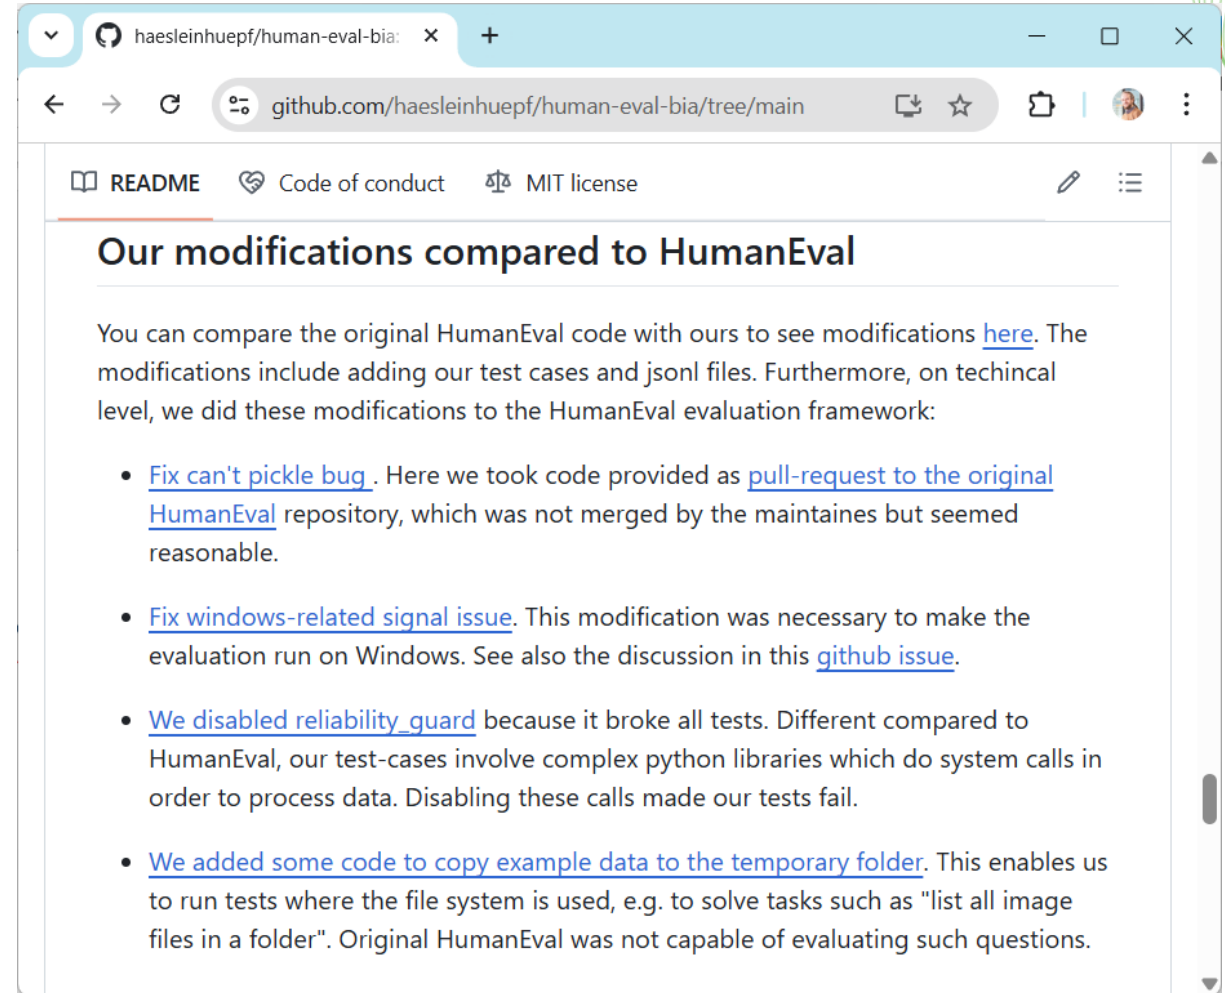 haesleinhuepf/human-eval-bia:
github.com/haesleinhuepf/human-eval-bia/tree/main
README Code of conduct MIT license
Our modifications compared to HumanEval
You can compare the original HumanEval code with ours to see modifications here. The
modifications include adding our test cases and jsonl files. Furthermore, on techincal
level, we did these modifications to the HumanEval evaluation framework:
• Fix can't pickle bug . Here we took code provided as pull-request to the original
HumanEval repository, which was not merged by the maintaines but seemed
reasonable.
• Fix windows-related signal issue. This modification was necessary to make the
evaluation run on Windows. See also the discussion in this github issue.
• We disabled reliability_guard because it broke all tests. Different compared to
HumanEval, our test-cases involve complex python libraries which do system calls in
order to process data. Disabling these calls made our tests fail.
• We added some code to copy example data to the temporary folder. This enables us
to run tests where the file system is used, e.g. to solve tasks such as "list all image
files in a folder". Original HumanEval was not capable of evaluating such questions.